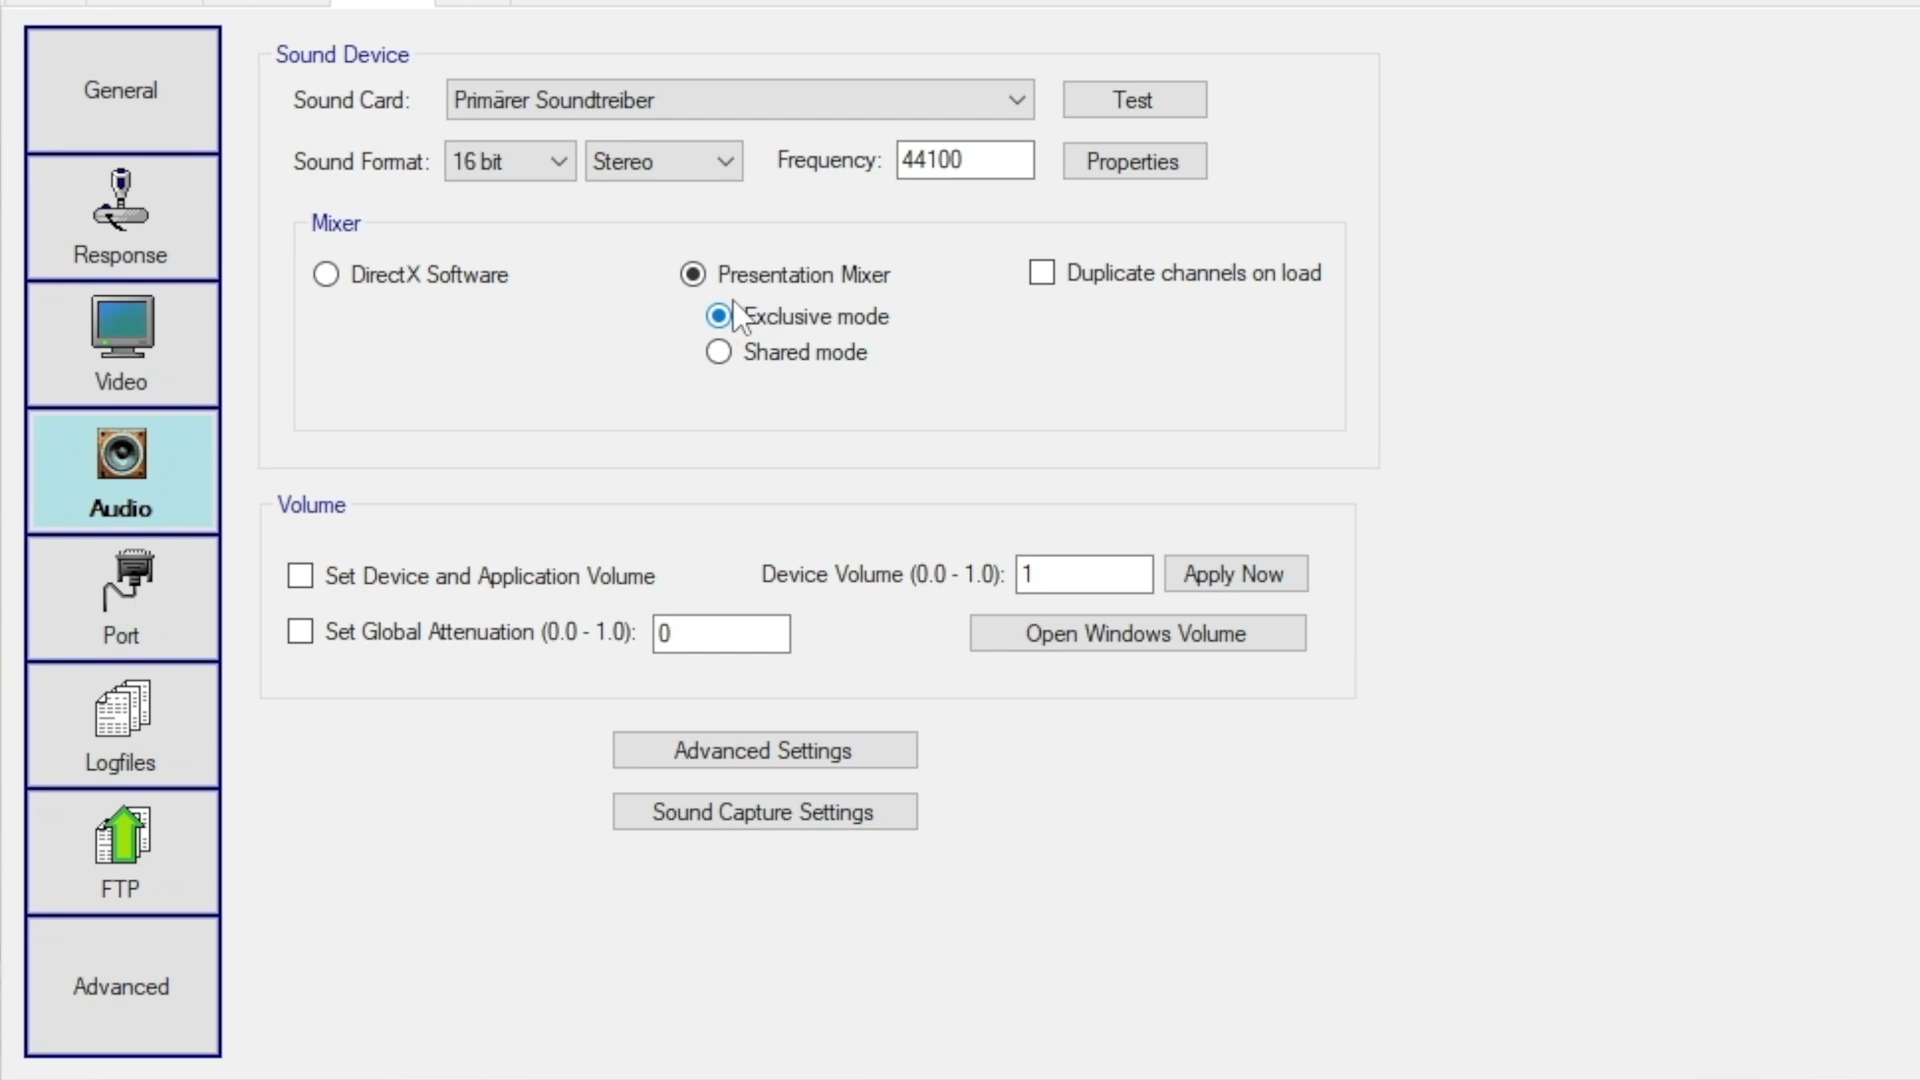 General
Response
Video
Audio
Port
Logfiles
FTP
Advanced
Sound Device
Sound Card: Primärer Soundtreiber Test
Sound Format: 16 bit Stereo Frequency: 44100 Properties
Mixer
DirectX Software Presentation Mixer Duplicate channels on load
Exclusive mode
Shared mode
Volume
Set Device and Application Volume Device Volume (0.0 - 1.0): 1 Apply Now
Set Global Attenuation (0.0 - 1.0): 0 Open Windows Volume
Advanced Settings
Sound Capture Settings